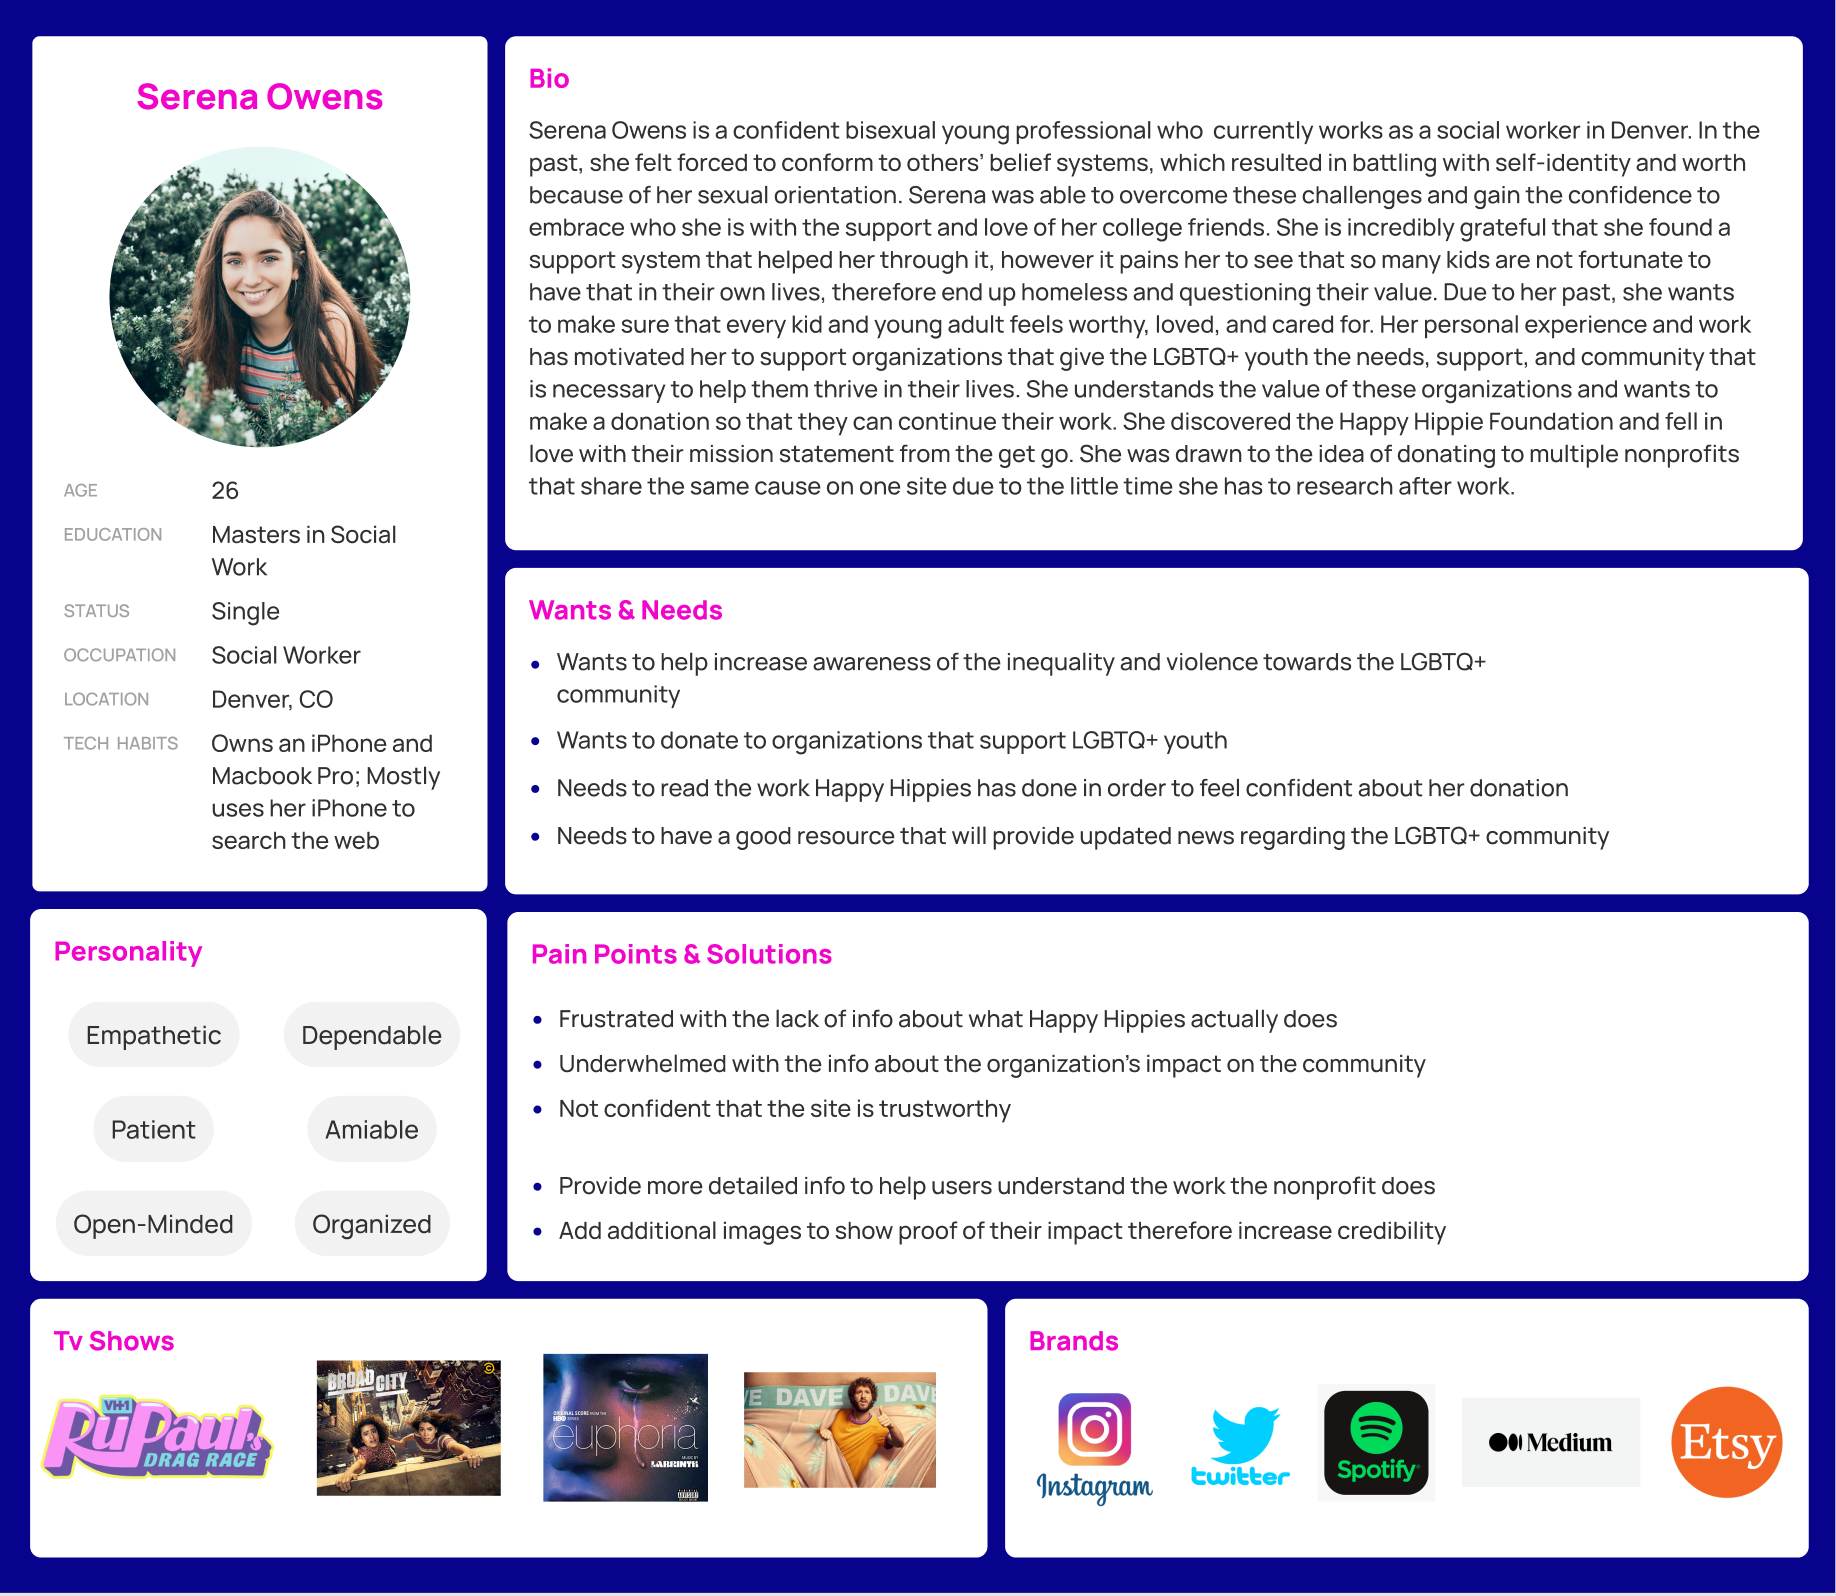 Serena Owens
AGE 26
EDUCATION Masters in Social
Work
STATUS Single
OCCUPATION Social Worker
LOCATION Denver, CO
TECH HABITS Owns an iPhone and
Macbook Pro; Mostly
uses her iPhone to
search the web
Bio
Serena Owens is a confident bisexual young professional who  currently works as a social worker in Denver. In the
past, she felt forced to conform to others’ belief systems, which resulted in battling with self-identity and worth
because of her sexual orientation. Serena was able to overcome these challenges and gain the confidence to
embrace who she is with the support and love of her college friends. She is incredibly grateful that she found a
support system that helped her through it, however it pains her to see that so many kids are not fortunate to
have that in their own lives, therefore end up homeless and questioning their value. Due to her past, she wants
to make sure that every kid and young adult feels worthy, loved, and cared for. Her personal experience and work
has motivated her to support organizations that give the LGBTQ+ youth the needs, support, and community that
is necessary to help them thrive in their lives. She understands the value of these organizations and wants to
make a donation so that they can continue their work. She discovered the Happy Hippie Foundation and fell in
love with their mission statement from the get go. She was drawn to the idea of donating to multiple nonprofits
that share the same cause on one site due to the little time she has to research after work.
Wants & Needs
• Wants to help increase awareness of the inequality and violence towards the LGBTQ+
community
• Wants to donate to organizations that support LGBTQ+ youth
• Needs to read the work Happy Hippies has done in order to feel confident about her donation
• Needs to have a good resource that will provide updated news regarding the LGBTQ+ community
Personality
Empathetic Dependable
Patient Amiable
Open-Minded Organized
Pain Points & Solutions
• Frustrated with the lack of info about what Happy Hippies actually does
• Underwhelmed with the info about the organization’s impact on the community
• Not confident that the site is trustworthy
• Provide more detailed info to help users understand the work the nonprofit does
• Add additional images to show proof of their impact therefore increase credibility
Tv Shows
VH1
RuPaul's
DRAG RACE
BROAD CITY
ORIGINAL SCORE FROM THE
HBO SERIES
euphoria
MUSIC BY
LABRINTH
VE DAVE DAVE
Brands
Instagram
twitter
Spotify
Medium
Etsy